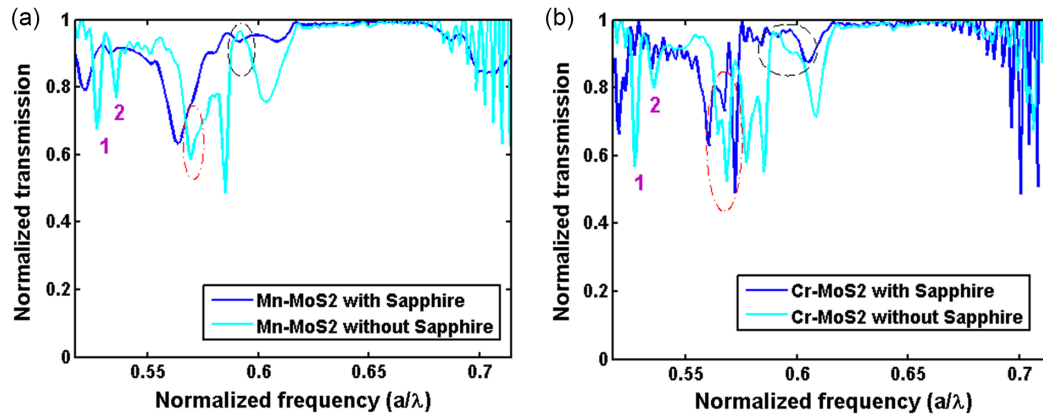 (a)
1
0.8
0.6
0.4
0.2
0
Normalized transmission
1
2
Mn-MoS2 with Sapphire
Mn-MoS2 without Sapphire
0.55
0.6
0.65
0.7
Normalized frequency (a/λ)
(b)
1
0.8
0.6
0.4
0.2
0
Normalized transmission
1
2
Cr-MoS2 with Sapphire
Cr-MoS2 without Sapphire
0.55
0.6
0.65
0.7
Normalized frequency (a/λ)